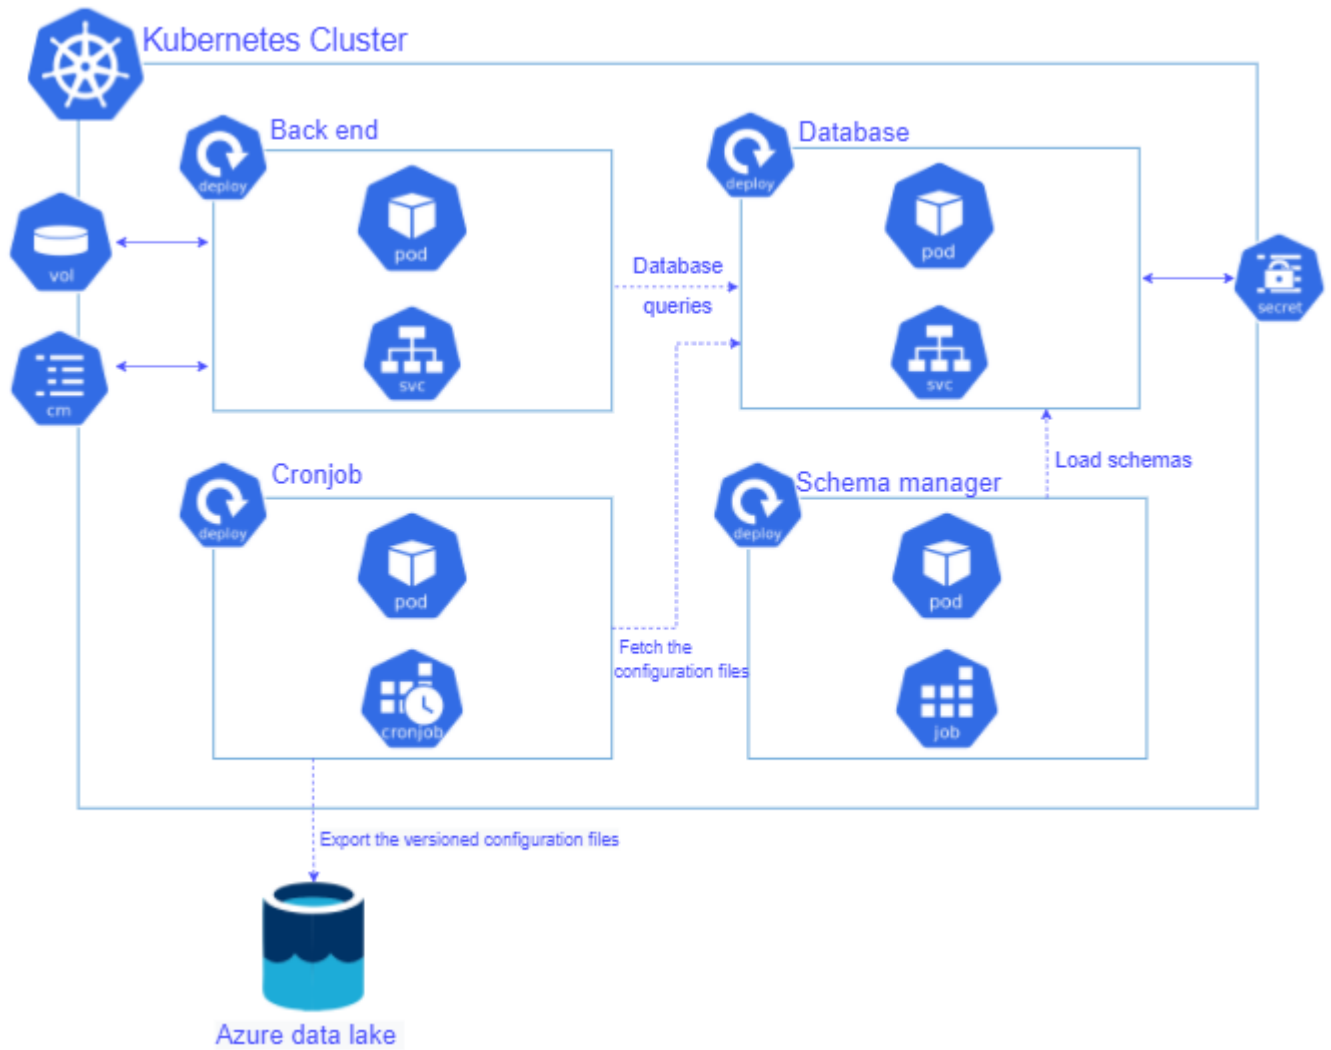 Kubernetes Cluster
Back end
deploy
pod
svc
Database
deploy
pod
svc
vol
cm
secret
Database
queries
Load schemas
Cronjob
deploy
pod
cronjob
Fetch the
configuration files
Schema manager
deploy
pod
job
Export the versioned configuration files
Azure data lake